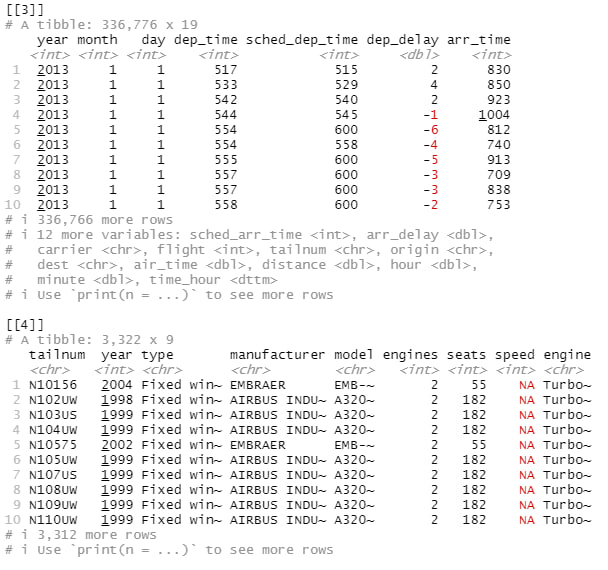 [[3]]
# A tibble: 336,776 x 19
year month day dep_time sched_dep_time dep_delay arr_time
<int> <int> <int> <int> <int> <dbl> <int>
1 2013 1 1 517 515 2 830
2 2013 1 1 533 529 4 850
3 2013 1 1 542 540 2 923
4 2013 1 1 544 545 -1 1004
5 2013 1 1 554 600 -6 812
6 2013 1 1 554 558 -4 740
7 2013 1 1 555 600 -5 913
8 2013 1 1 557 600 -3 709
9 2013 1 1 557 600 -3 838
10 2013 1 1 558 600 -2 753
# i 336,766 more rows
# i 12 more variables: sched_arr_time <int>, arr_delay <dbl>,
# carrier <chr>, flight <int>, tailnum <chr>, origin <chr>,
# dest <chr>, air_time <dbl>, distance <dbl>, hour <dbl>,
# minute <dbl>, time_hour <dttm>
# i Use `print(n = ...)` to see more rows
[[4]]
# A tibble: 3,322 x 9
tailnum year type manufacturer model engines seats speed engine
<chr> <int> <chr> <chr> <chr> <int> <int> <int> <chr>
1 N10156 2004 Fixed win~ EMBRAER EMB-~ 2 55 NA Turbo~
2 N102UW 1998 Fixed win~ AIRBUS INDU~ A320~ 2 182 NA Turbo~
3 N103US 1999 Fixed win~ AIRBUS INDU~ A320~ 2 182 NA Turbo~
4 N104UW 1999 Fixed win~ AIRBUS INDU~ A320~ 2 182 NA Turbo~
5 N10575 2002 Fixed win~ EMBRAER EMB-~ 2 55 NA Turbo~
6 N105UW 1999 Fixed win~ AIRBUS INDU~ A320~ 2 182 NA Turbo~
7 N107US 1999 Fixed win~ AIRBUS INDU~ A320~ 2 182 NA Turbo~
8 N108UW 1999 Fixed win~ AIRBUS INDU~ A320~ 2 182 NA Turbo~
9 N109UW 1999 Fixed win~ AIRBUS INDU~ A320~ 2 182 NA Turbo~
10 N110UW 1999 Fixed win~ AIRBUS INDU~ A320~ 2 182 NA Turbo~
# i 3,312 more rows
# i Use `print(n = ...)` to see more rows